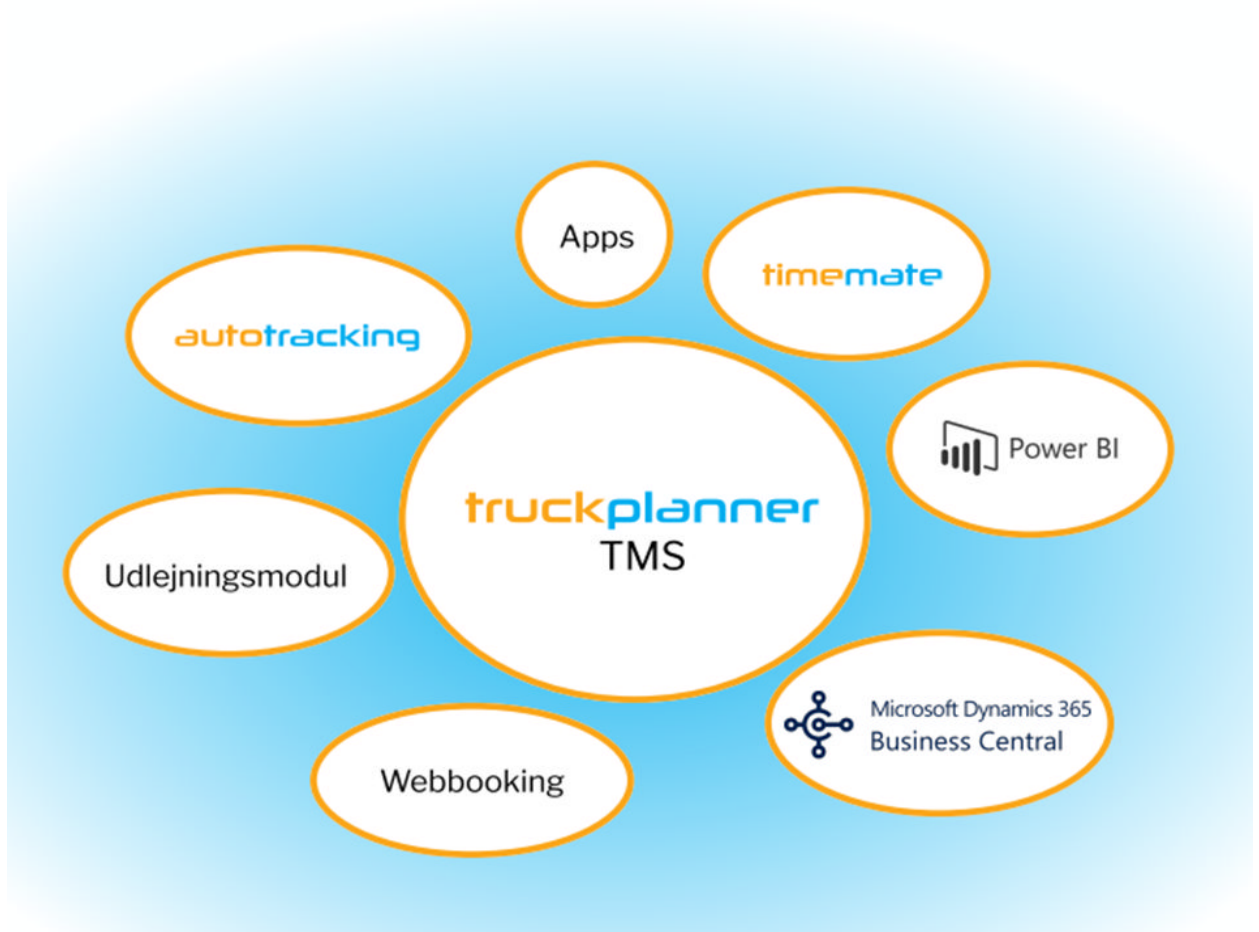 Apps
timemate
autotracking
Power BI
truckplanner
TMS
Udlejningsmodul
Microsoft Dynamics 365
Business Central
Webbooking